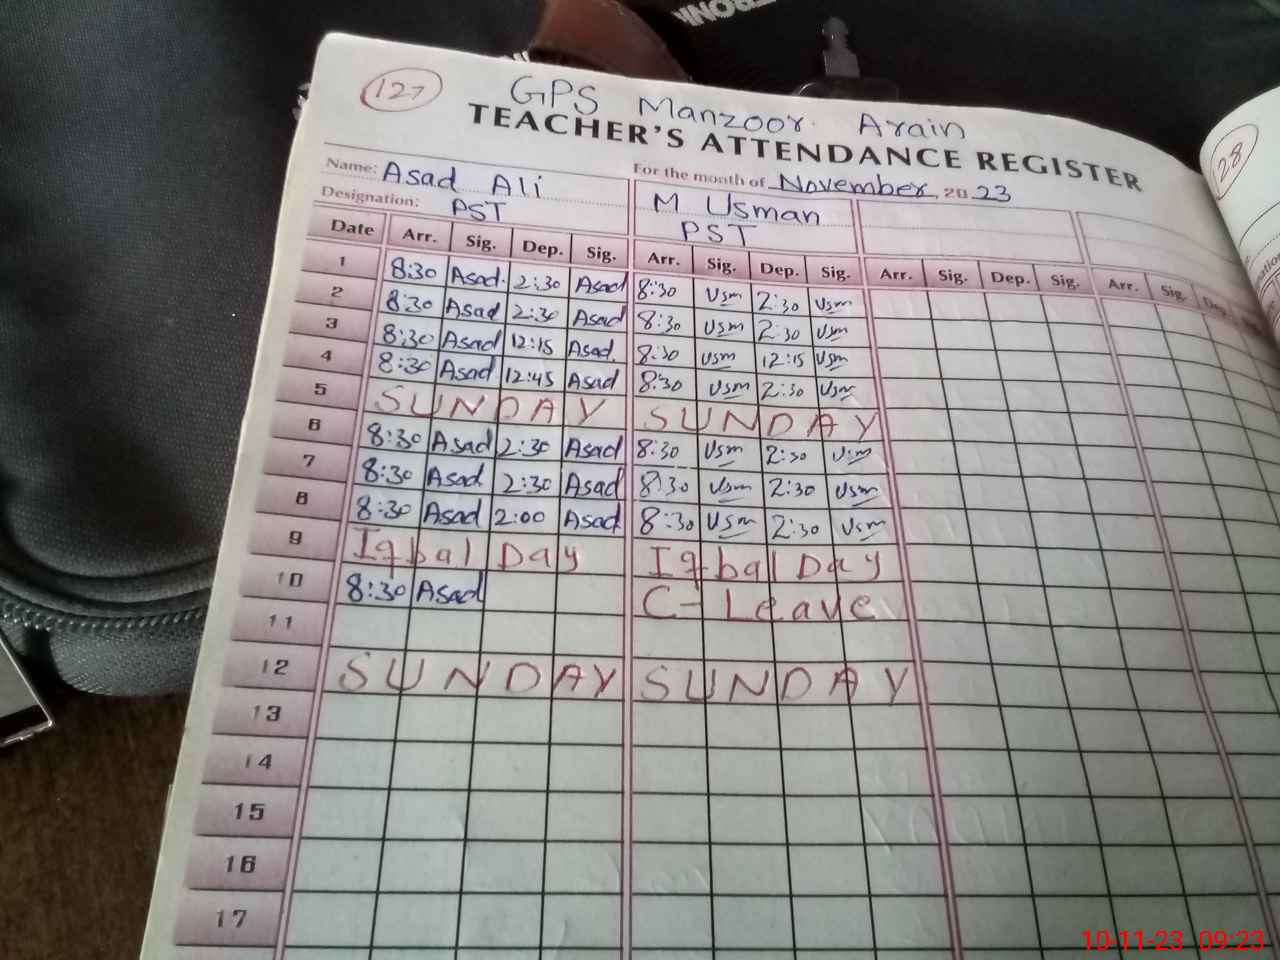 127
GPS Manzoor Arain
TEACHER'S ATTENDANCE REGISTER
Name: Asad Ali For the month of November, 2023
Designation: PST M Usman
PST
Date Arr. Sig. Dep. Sig. Arr. Sig. Dep. Sig. Arr. Sig. Dep. Sig. Arr. Sig.
1 8:30 Asad 2:30 Asad 8:30 Usm 2:30 Usm
2 8:30 Asad 2:30 Asad 8:30 Usm 2:30 Usm
3 8:30 Asad 12:15 Asad 8:30 Usm 12:15 Usm
4 8:30 Asad 12:45 Asad 8:30 Usm 2:30 Usm
5 SUNDAY SUNDAY
6 8:30 Asad 2:30 Asad 8:30 Usm 2:30 Usm
7 8:30 Asad 2:30 Asad 8:30 Usm 2:30 Usm
8 8:30 Asad 2:00 Asad 8:30 Usm 2:30 Usm
9 Iqbal Day Iqbal Day
10 8:30 Asad C-Leave
11
12 SUNDAY SUNDAY
13
14
15
16
17
128
10-11-23 09:23